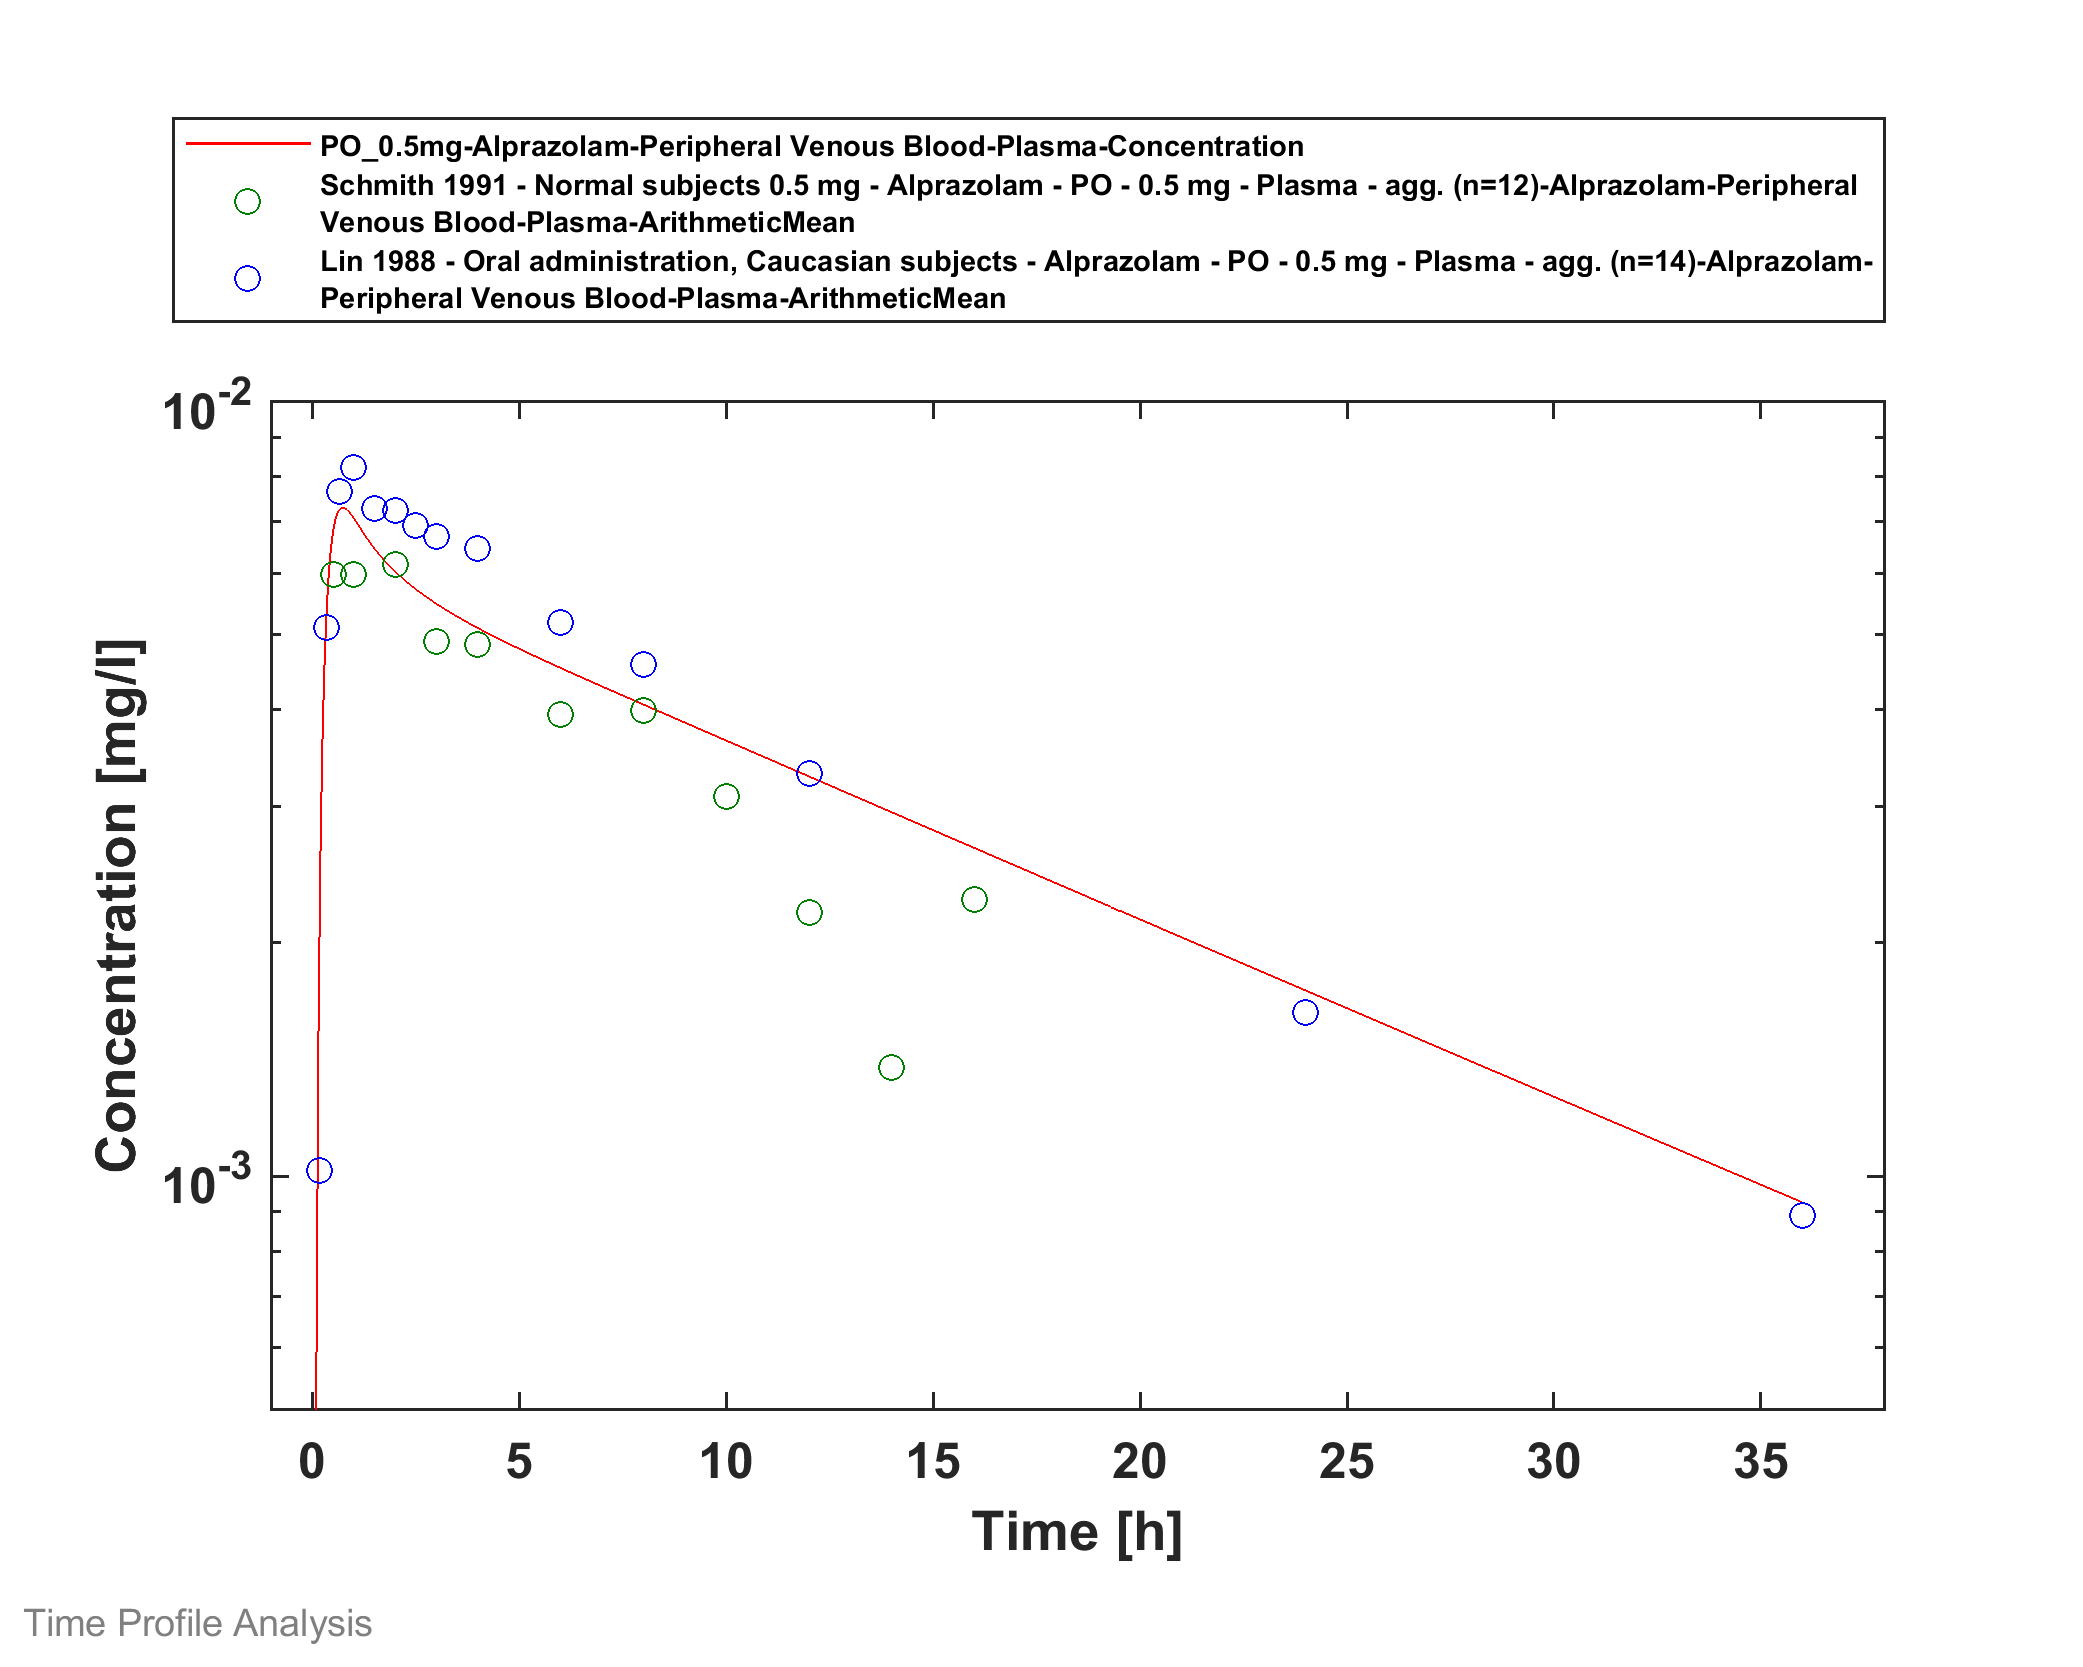 PO_0.5mg-Alprazolam-Peripheral Venous Blood-Plasma-Concentration
Schmith 1991 - Normal subjects 0.5 mg - Alprazolam - PO - 0.5 mg - Plasma - agg. (n=12)-Alprazolam-Peripheral
Venous Blood-Plasma-ArithmeticMean
Lin 1988 - Oral administration, Caucasian subjects - Alprazolam - PO - 0.5 mg - Plasma - agg. (n=14)-Alprazolam-
Peripheral Venous Blood-Plasma-ArithmeticMean
10^-2
10^-3
Concentration [mg/l]
0 5 10 15 20 25 30 35
Time [h]
Time Profile Analysis